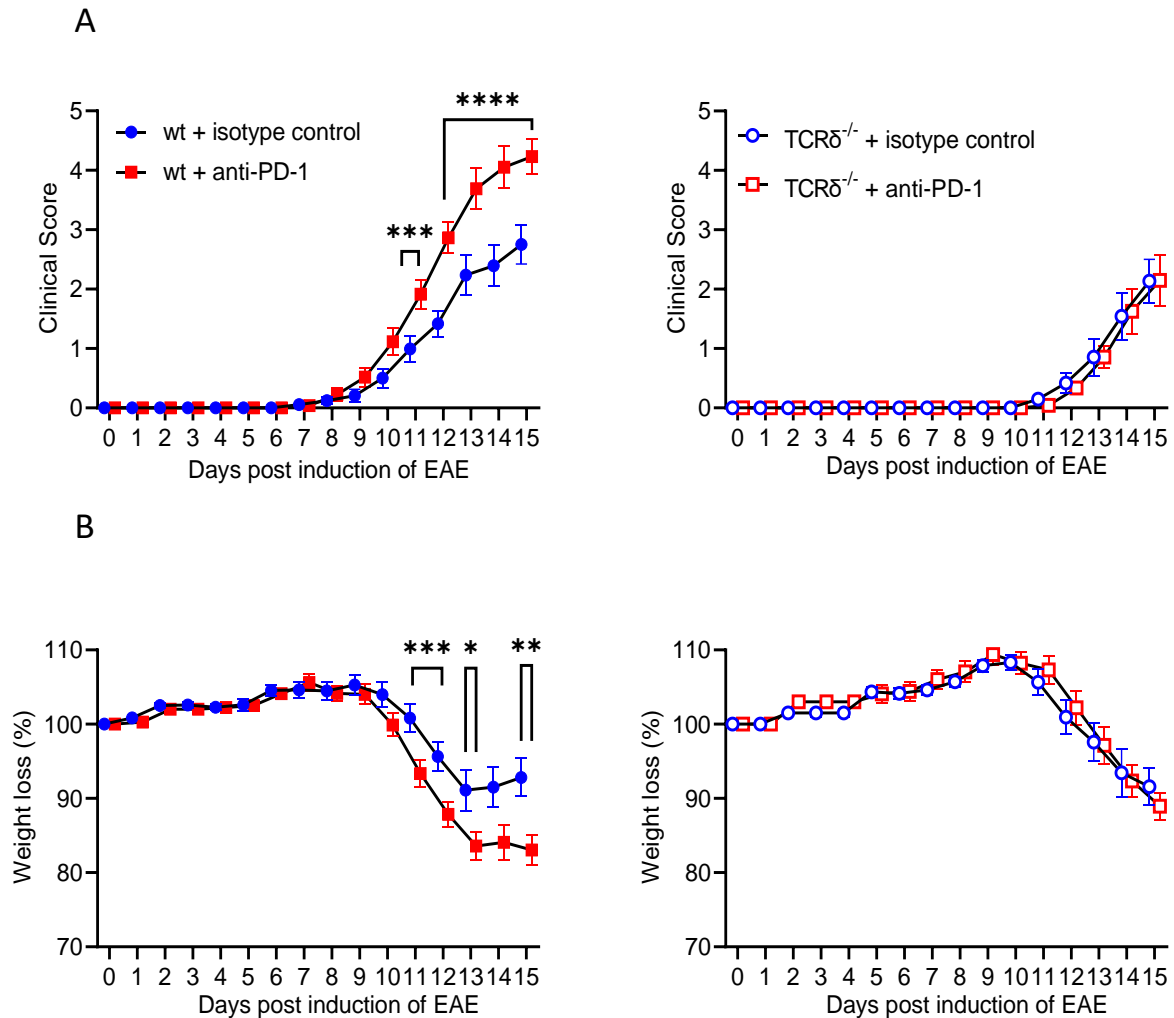 A
5
4
3
2
1
0
Clinical Score
wt + isotype control
wt + anti-PD-1
***
****
0 1 2 3 4 5 6 7 8 9 10 11 12 13 14 15
Days post induction of EAE
5
4
3
2
1
0
Clinical Score
TCRδ-/- + isotype control
TCRδ-/- + anti-PD-1
0 1 2 3 4 5 6 7 8 9 10 11 12 13 14 15
Days post induction of EAE
B
110
100
90
80
70
Weight loss (%)
*** * **
0 1 2 3 4 5 6 7 8 9 10 11 12 13 14 15
Days post induction of EAE
110
100
90
80
70
Weight loss (%)
0 1 2 3 4 5 6 7 8 9 10 11 12 13 14 15
Days post induction of EAE